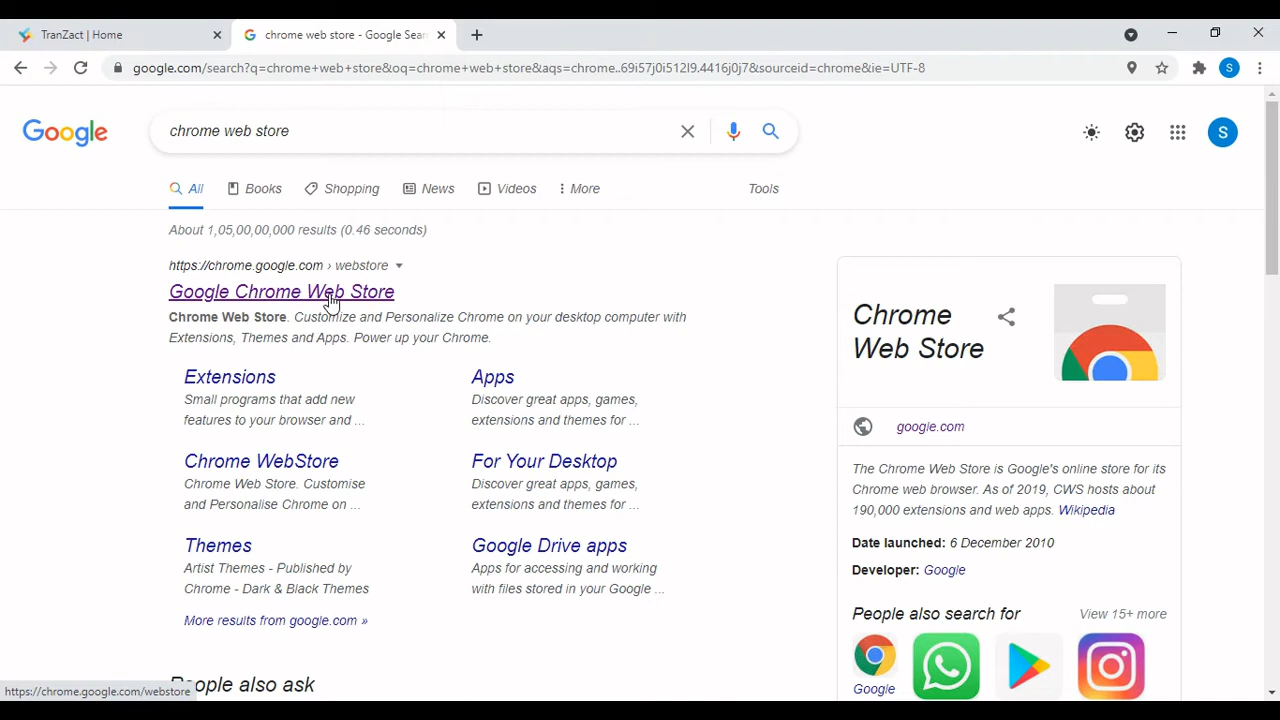 TranZact | Home
chrome web store - Google Sear
google.com/search?q=chrome+web+store&oq=chrome+web+store&aqs=chrome..69i57j0i512l9.4416j0j7&sourceid=chrome&ie=UTF-8
S
Google
chrome web store
S
All
Books
Shopping
News
Videos
More
Tools
About 1,05,00,00,000 results (0.46 seconds)
https://chrome.google.com › webstore
Google Chrome Web Store
Chrome Web Store. Customize and Personalize Chrome on your desktop computer with
Extensions, Themes and Apps. Power up your Chrome.
Extensions
Small programs that add new
features to your browser and ...
Apps
Discover great apps, games,
extensions and themes for ...
Chrome WebStore
Chrome Web Store. Customise
and Personalise Chrome on ...
For Your Desktop
Discover great apps, games,
extensions and themes for ...
Themes
Artist Themes - Published by
Chrome - Dark & Black Themes
Google Drive apps
Apps for accessing and working
with files stored in your Google ...
More results from google.com »
People also ask
https://chrome.google.com/webstore
Chrome
Web Store
google.com
The Chrome Web Store is Google's online store for its
Chrome web browser. As of 2019, CWS hosts about
190,000 extensions and web apps. Wikipedia
Date launched: 6 December 2010
Developer: Google
People also search for
View 15+ more
Google